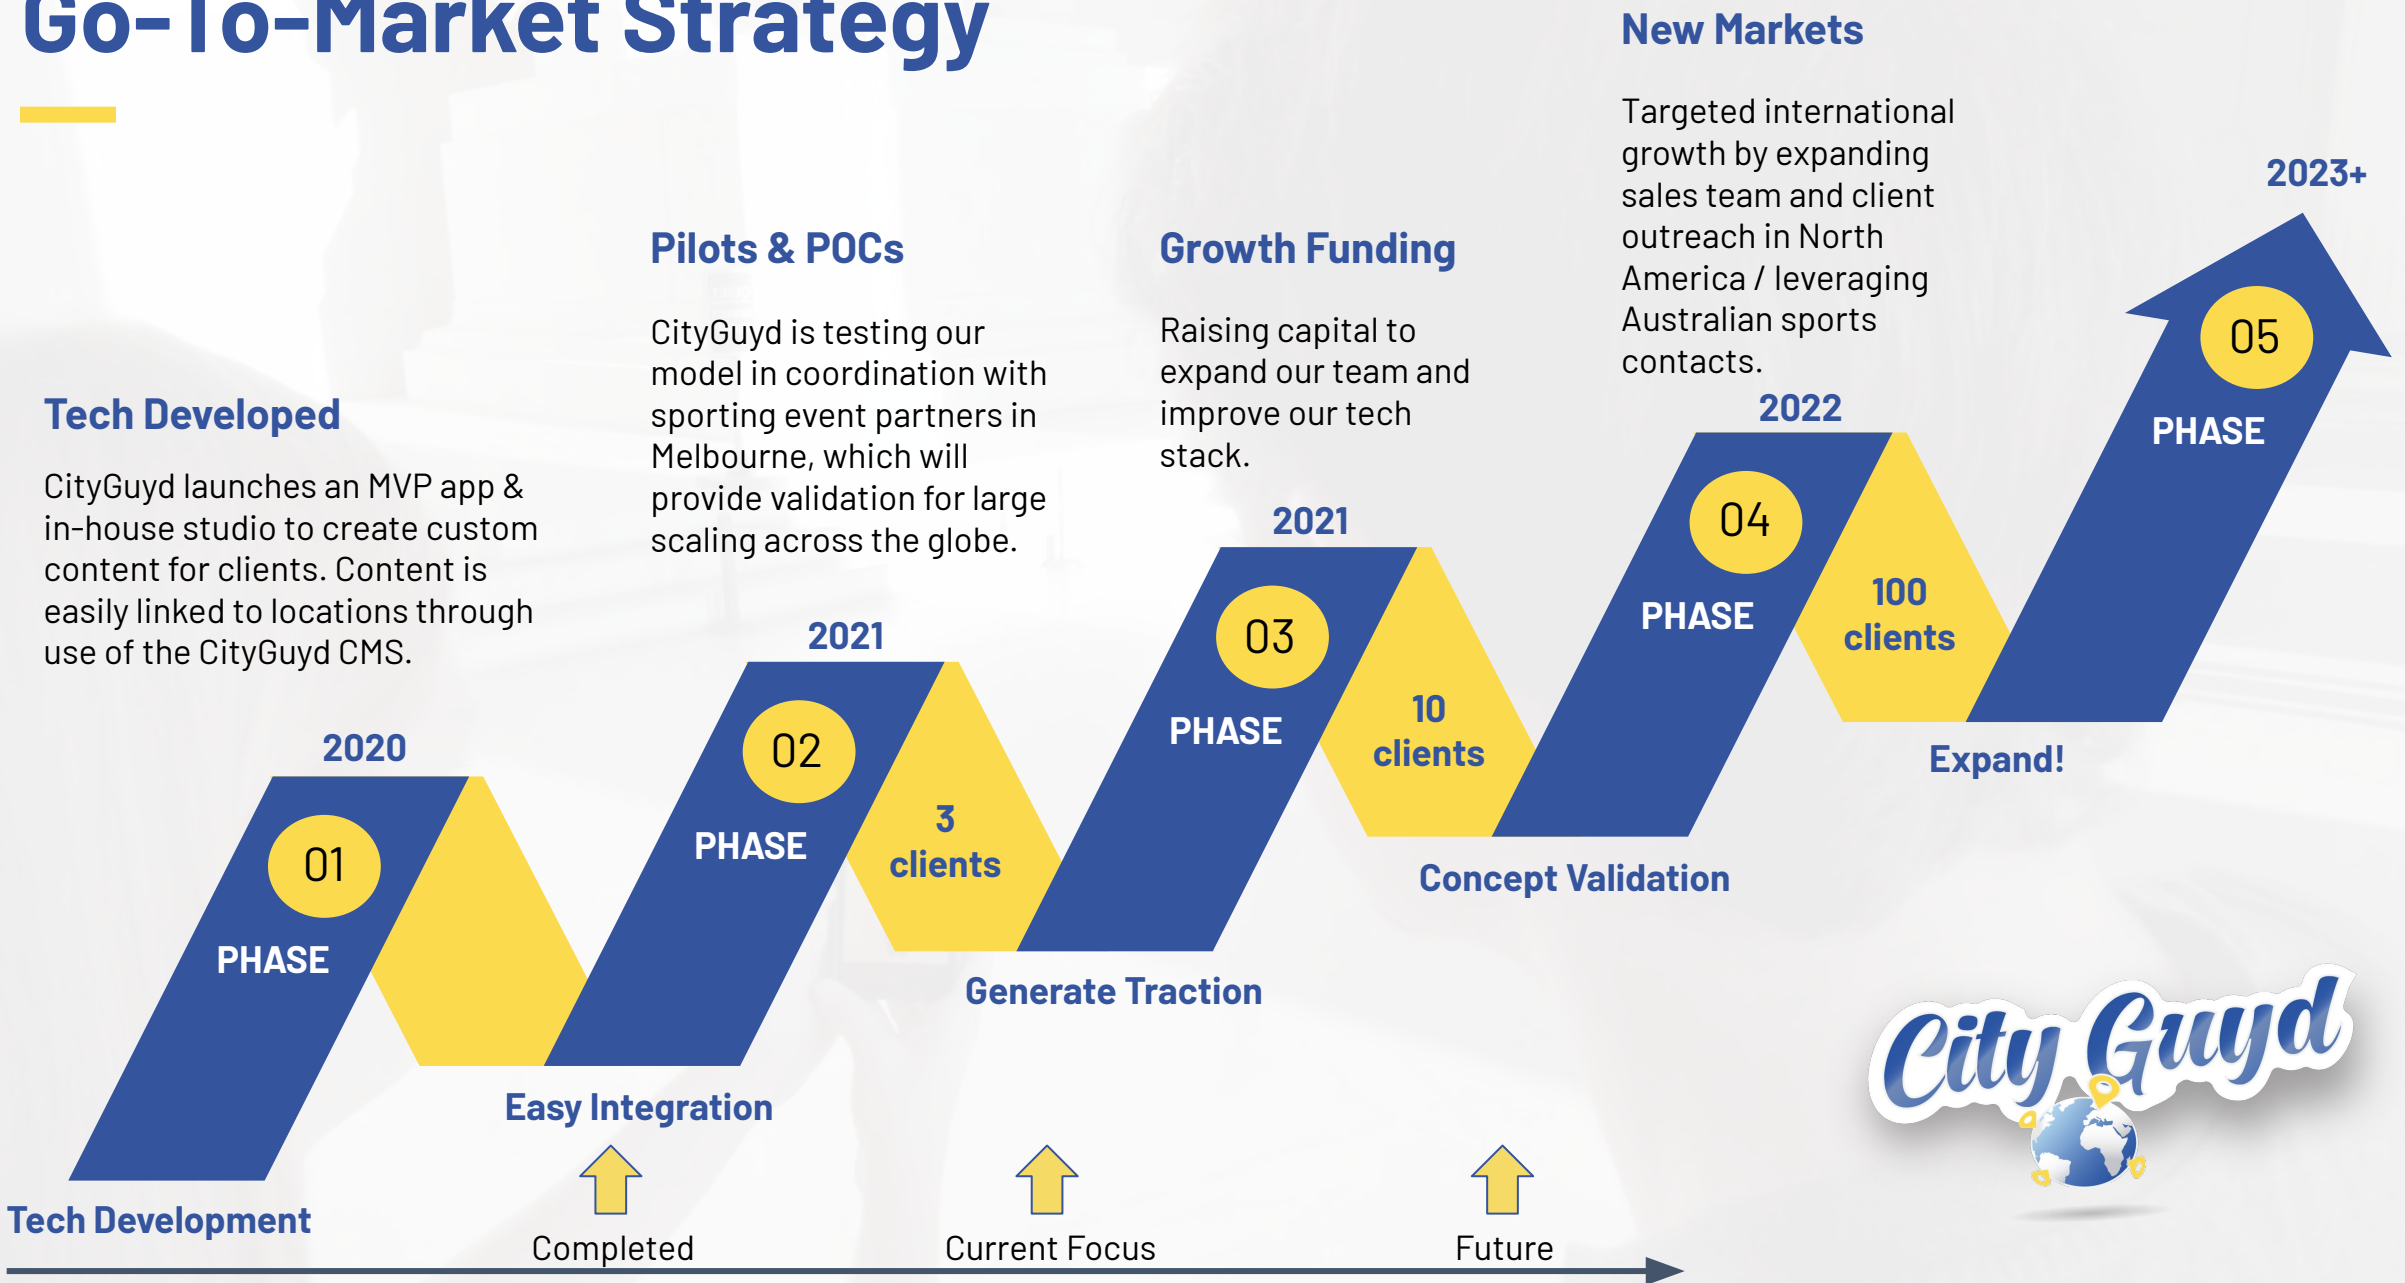 Go-To-Market Strategy
Tech Developed
CityGuyd launches an MVP app &
in-house studio to create custom
content for clients. Content is
easily linked to locations through
use of the CityGuyd CMS.
2020
01
PHASE
Tech Development
Pilots & POCs
CityGuyd is testing our
model in coordination with
sporting event partners in
Melbourne, which will
provide validation for large
scaling across the globe.
2021
02
PHASE
3
clients
Easy Integration
Growth Funding
Raising capital to
expand our team and
improve our tech
stack.
2021
03
PHASE
10
clients
Generate Traction
New Markets
Targeted international
growth by expanding
sales team and client
outreach in North
America / leveraging
Australian sports
contacts.
2022
04
PHASE
100
clients
Concept Validation
2023+
05
PHASE
Expand!
City Guyd
Completed
Current Focus
Future